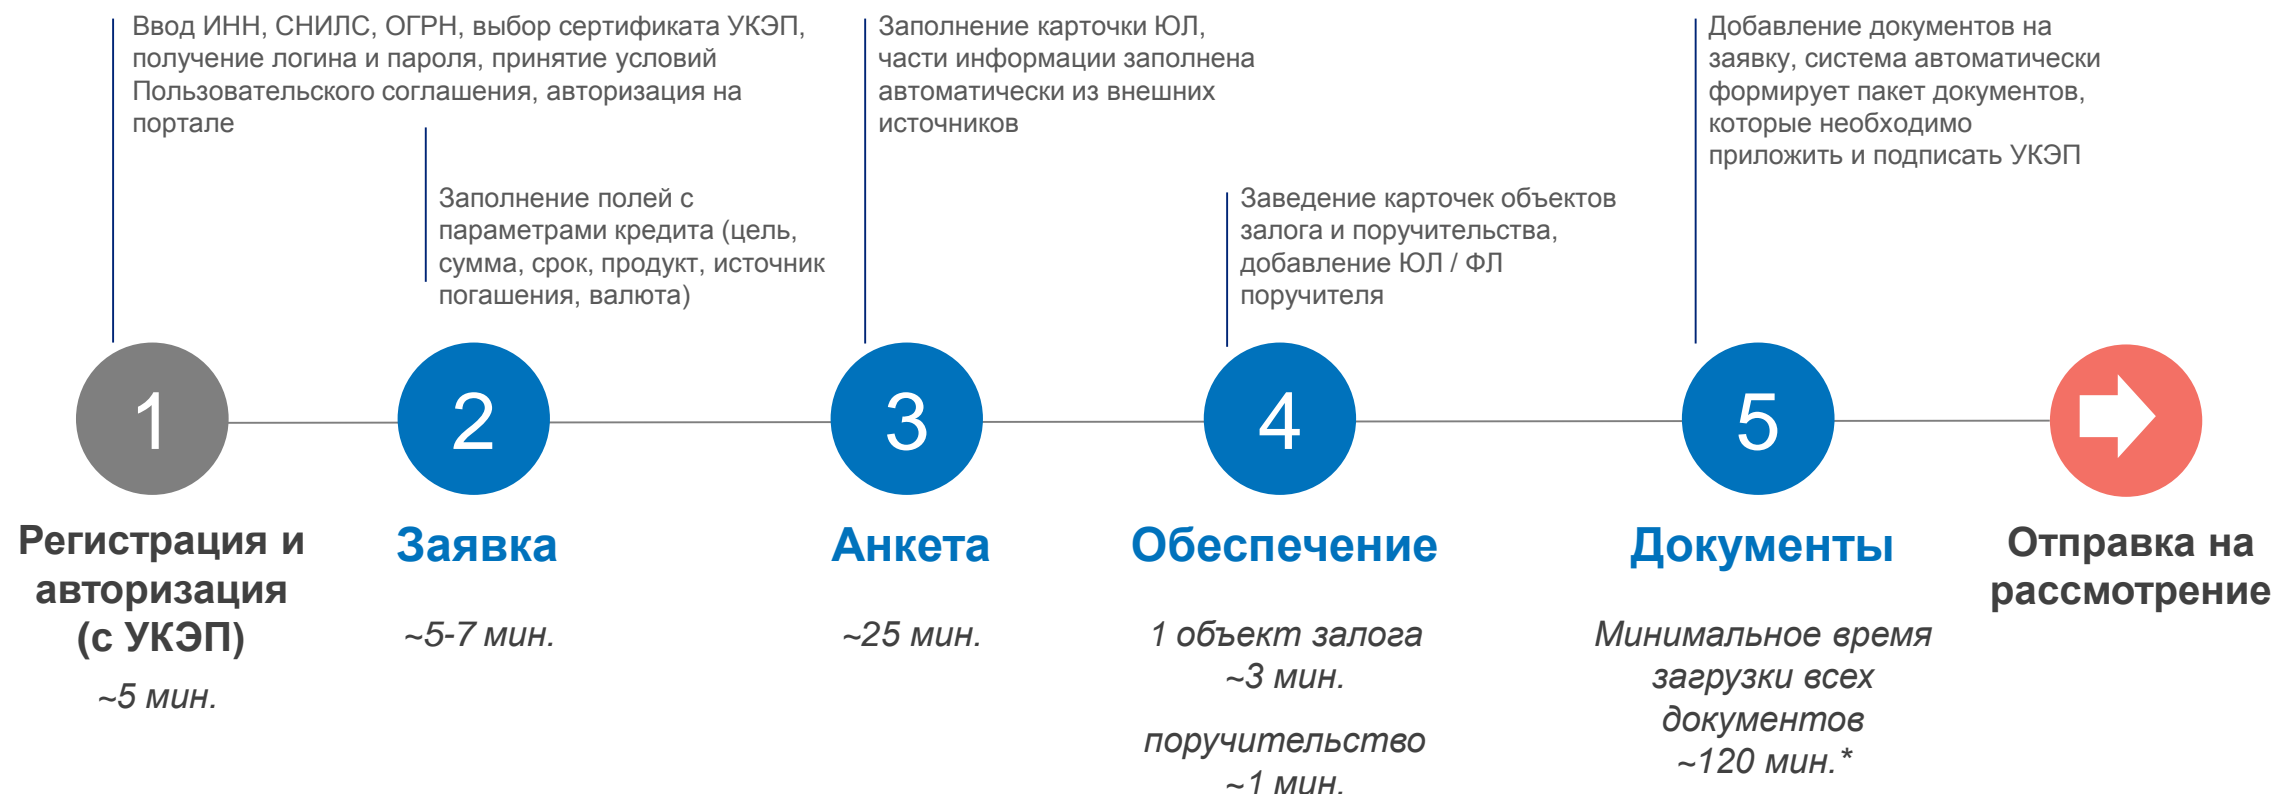 Ввод ИНН, СНИЛС, ОГРН, выбор сертификата УКЭП,
получение логина и пароля, принятие условий
Пользовательского соглашения, авторизация на
портале
Заполнение полей с
параметрами кредита (цель,
сумма, срок, продукт, источник
погашения, валюта)
Заполнение карточки ЮЛ,
части информации заполнена
автоматически из внешних
источников
Заведение карточек объектов
залога и поручительства,
добавление ЮЛ / ФЛ
поручителя
Добавление документов на
заявку, система автоматически
формирует пакет документов,
которые необходимо
приложить и подписать УКЭП
1
2
3
4
5
Регистрация и
авторизация
(с УКЭП)
~5 мин.
Заявка
~5-7 мин.
Анкета
~25 мин.
Обеспечение
1 объект залога
~3 мин.
поручительство
~1 мин.
Документы
Минимальное время
загрузки всех
документов
~120 мин.*
Отправка на
рассмотрение